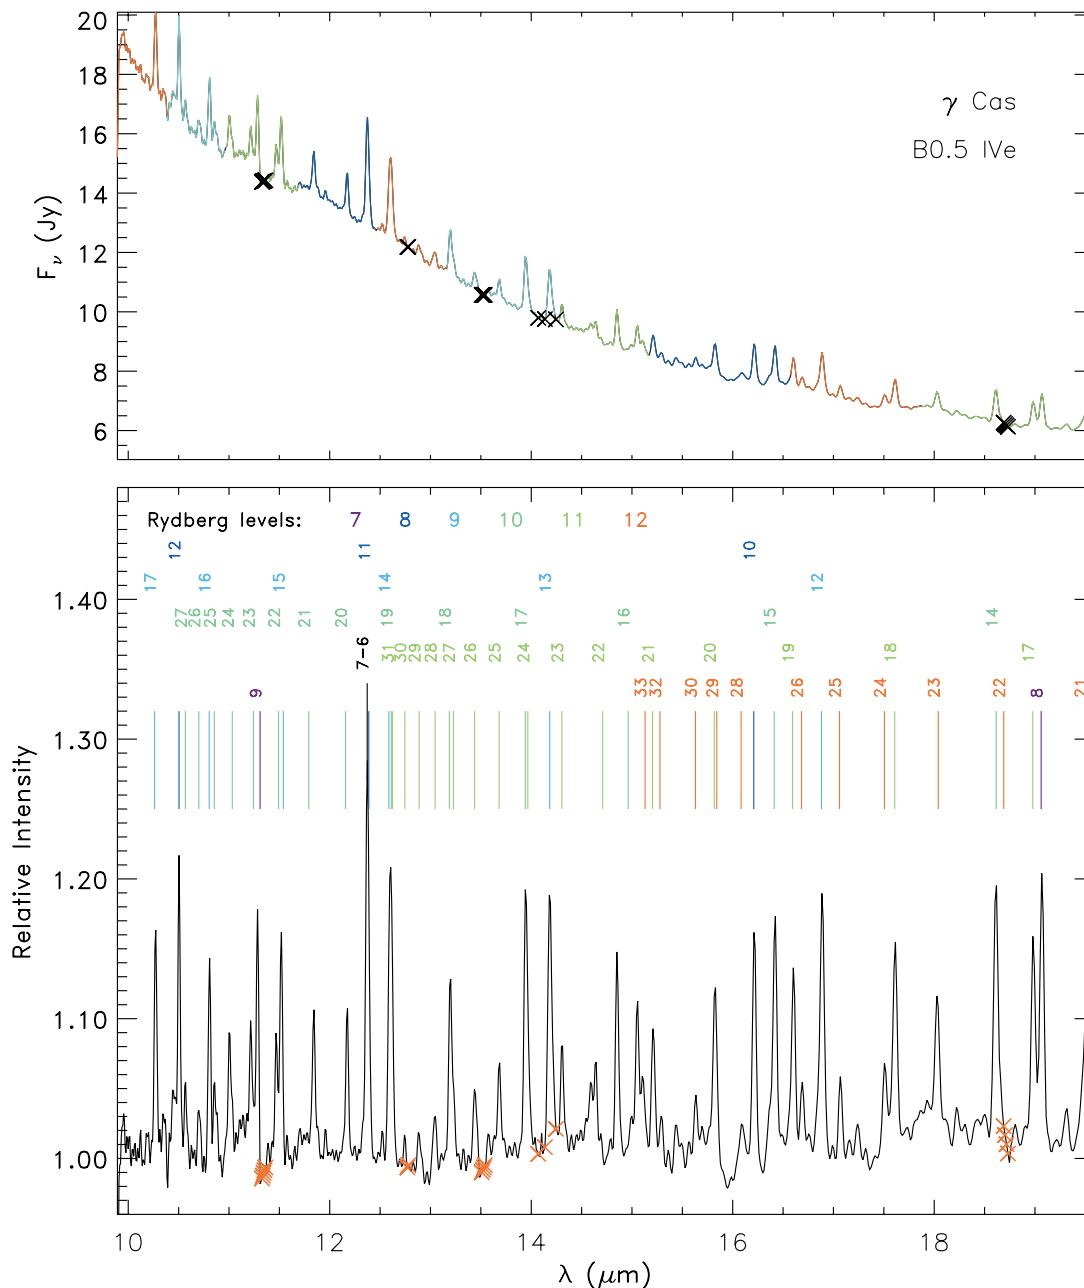 20
18
16
14
12
10
8
6
F_ν (Jy)
γ Cas
B0.5 IVe
Rydberg levels: 7 8 9 10 11 12
12 11 10
17 16 15 14 13 12
27 26 25 24 23 22 21 20 19 18 17 16 15 14
31 30 29 28 27 26 25 24 23 22 21 20 19 18 17
9 7-6 33 32 30 29 28 26 25 24 23 22 8 21
1.40
1.30
1.20
1.10
1.00
Relative Intensity
10 12 14 16 18
λ (μm)